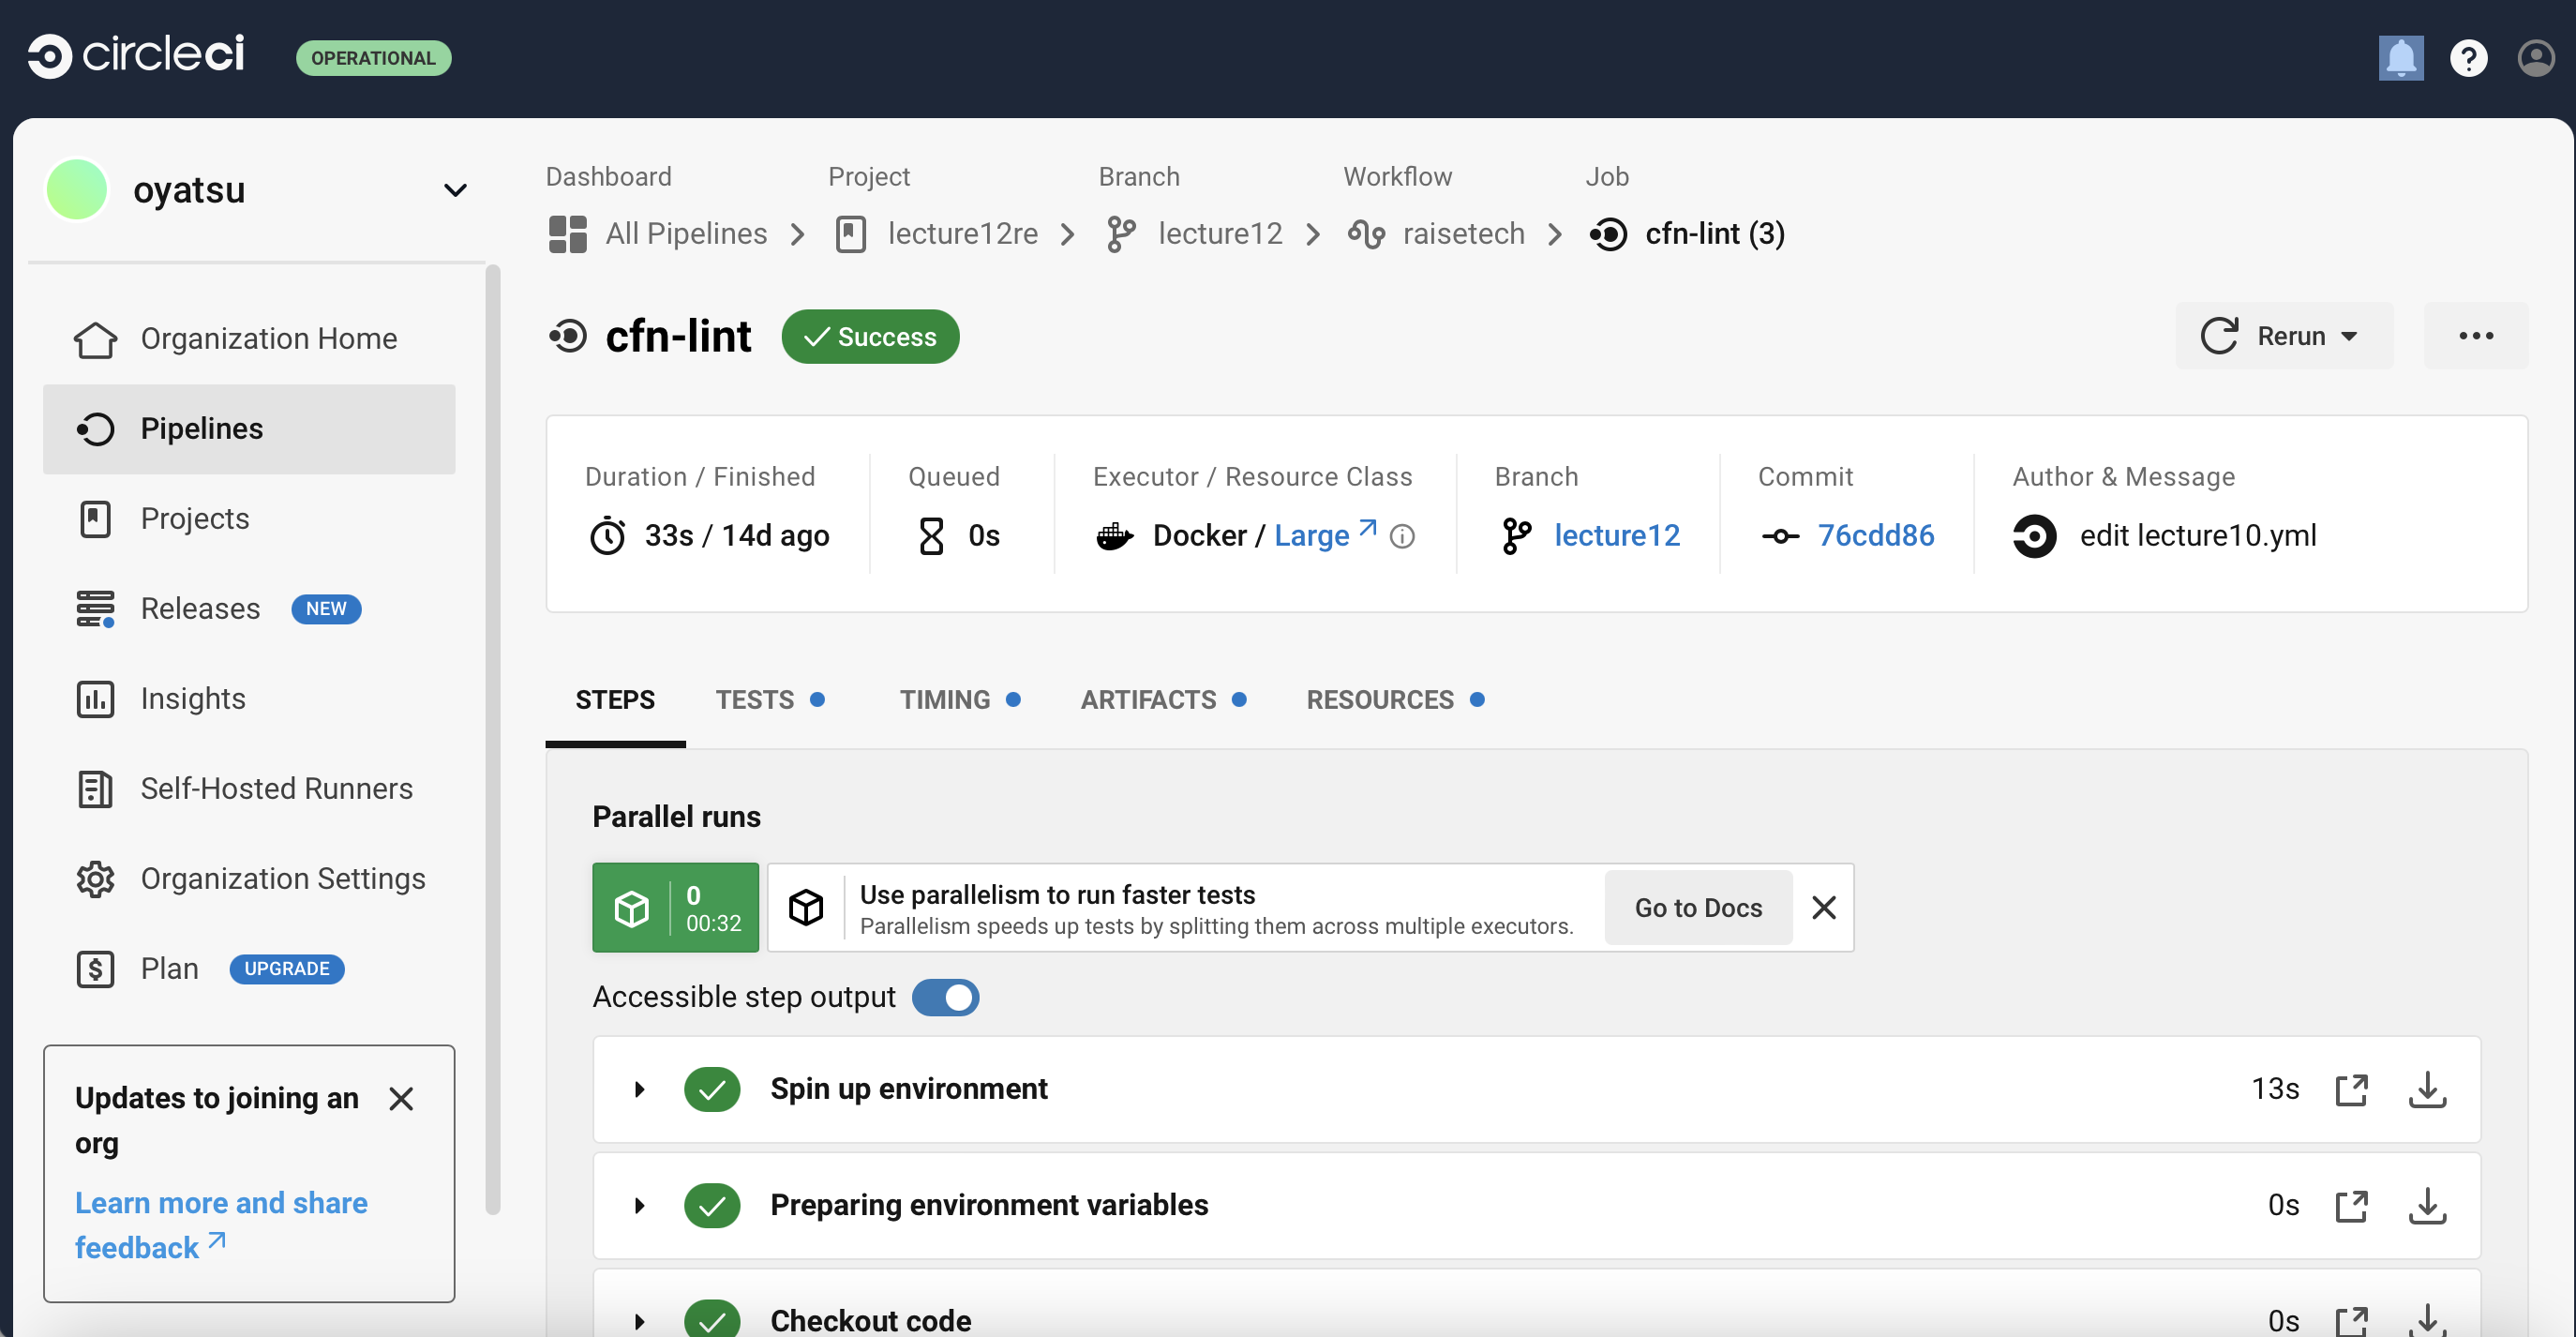 circleci
OPERATIONAL
oyatsu
Organization Home
Pipelines
Projects
Releases NEW
Insights
Self-Hosted Runners
Organization Settings
Plan UPGRADE
Updates to joining an
org
Learn more and share
feedback
Dashboard Project Branch Workflow Job
All Pipelines lecture12re lecture12 raisetech cfn-lint (3)
cfn-lint Success
Rerun
Duration / Finished Queued Executor / Resource Class Branch Commit Author & Message
33s / 14d ago 0s Docker / Large lecture12 76cdd86 edit lecture10.yml
STEPS TESTS TIMING ARTIFACTS RESOURCES
Parallel runs
0
00:32
Use parallelism to run faster tests
Parallelism speeds up tests by splitting them across multiple executors.
Go to Docs
Accessible step output
Spin up environment 13s
Preparing environment variables 0s
Checkout code 0s